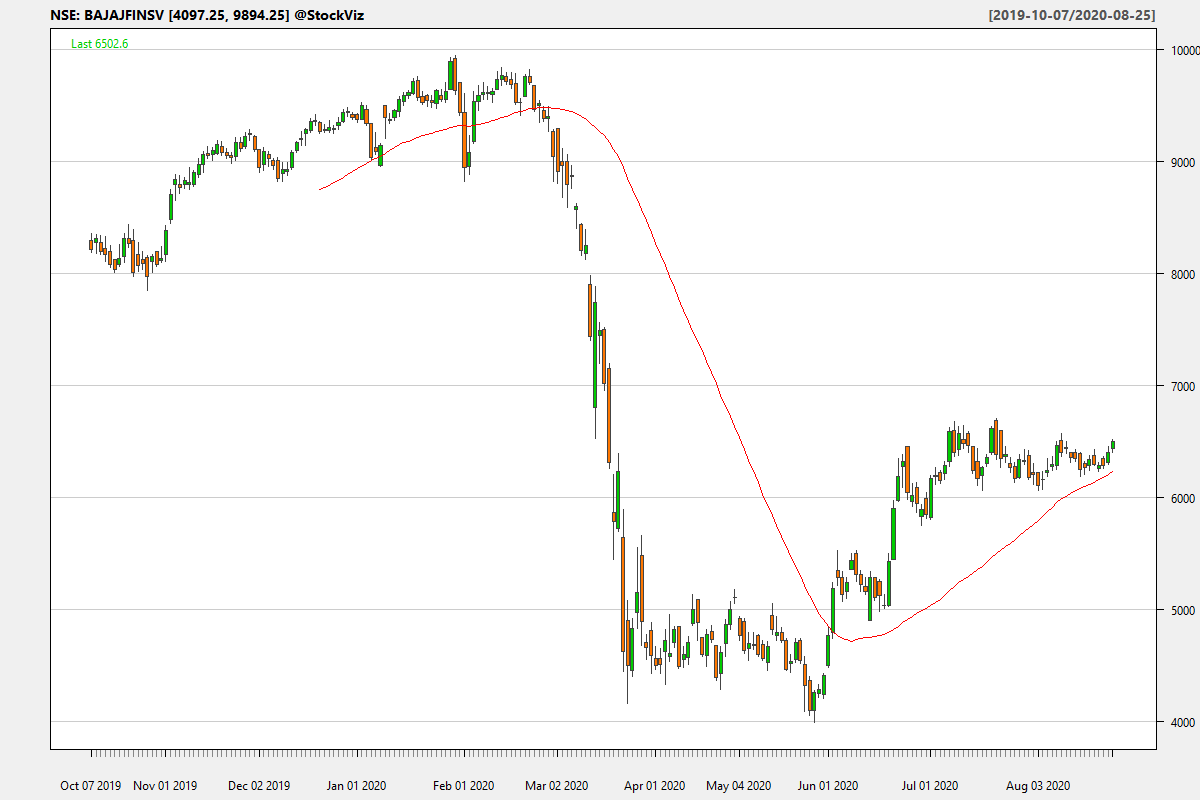 NSE: BAJAJFINSV [4097.25, 9894.25] @StockViz
[2019-10-07/2020-08-25]
Last 6502.6
10000
9000
8000
7000
6000
5000
4000
Oct 07 2019 Nov 01 2019 Dec 02 2019 Jan 01 2020 Feb 01 2020 Mar 02 2020 Apr 01 2020 May 04 2020 Jun 01 2020 Jul 01 2020 Aug 03 2020